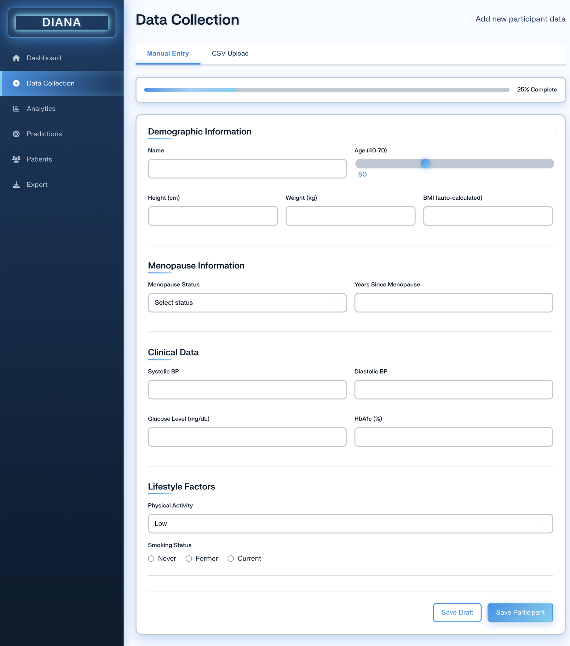 DIANA
Dashboard
Data Collection
Analytics
Predictions
Patients
Export
Data Collection
Add new participant data
Manual Entry
CSV Upload
25% Complete
Demographic Information
Name
Age (40-70)
50
Height (cm)
Weight (kg)
BMI (auto-calculated)
Menopause Information
Menopause Status
Years Since Menopause
Select status
Clinical Data
Systolic BP
Diastolic BP
Glucose Level (mg/dL)
HbA1c (%)
Lifestyle Factors
Physical Activity
Low
Smoking Status
Never Former Current
Save Draft
Save Participant